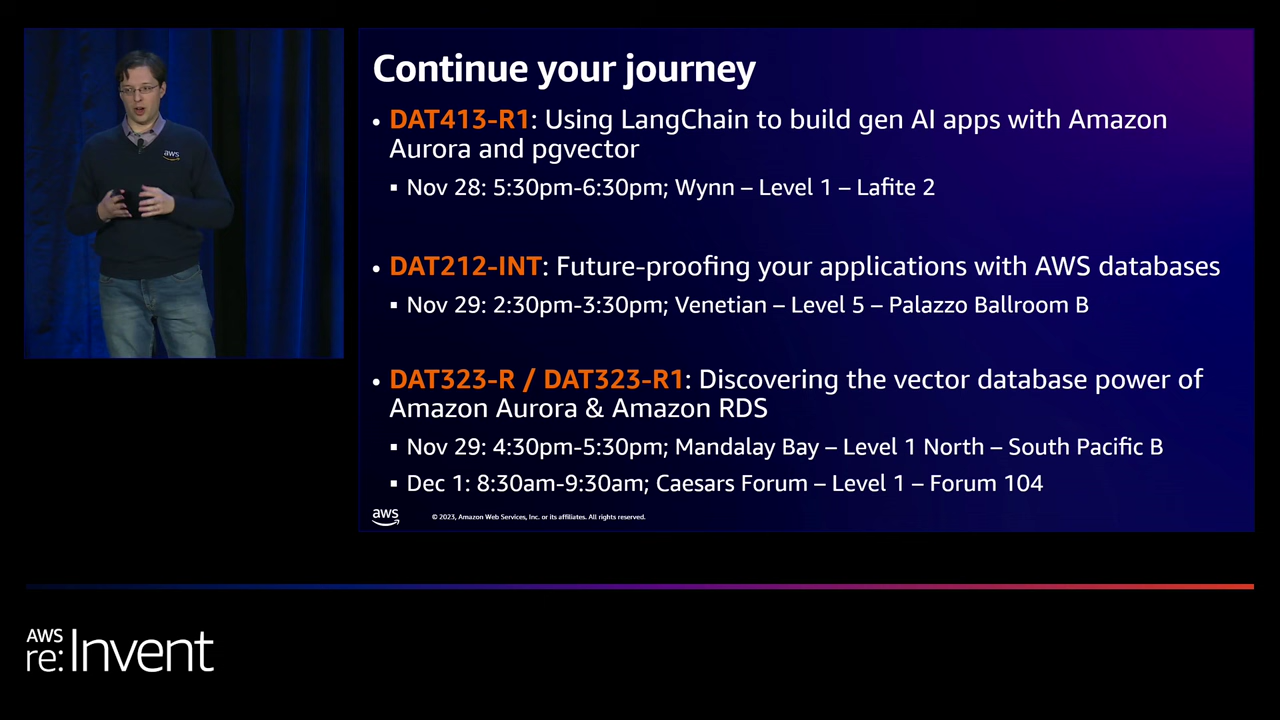 aws
Continue your journey
• DAT413-R1: Using LangChain to build gen AI apps with Amazon
Aurora and pgvector
▪ Nov 28: 5:30pm-6:30pm; Wynn – Level 1 – Lafite 2
• DAT212-INT: Future-proofing your applications with AWS databases
▪ Nov 29: 2:30pm-3:30pm; Venetian – Level 5 – Palazzo Ballroom B
• DAT323-R / DAT323-R1: Discovering the vector database power of
Amazon Aurora & Amazon RDS
▪ Nov 29: 4:30pm-5:30pm; Mandalay Bay – Level 1 North – South Pacific B
▪ Dec 1: 8:30am-9:30am; Caesars Forum – Level 1 – Forum 104
aws
© 2023, Amazon Web Services, Inc. or its affiliates. All rights reserved.
AWS
re:Invent